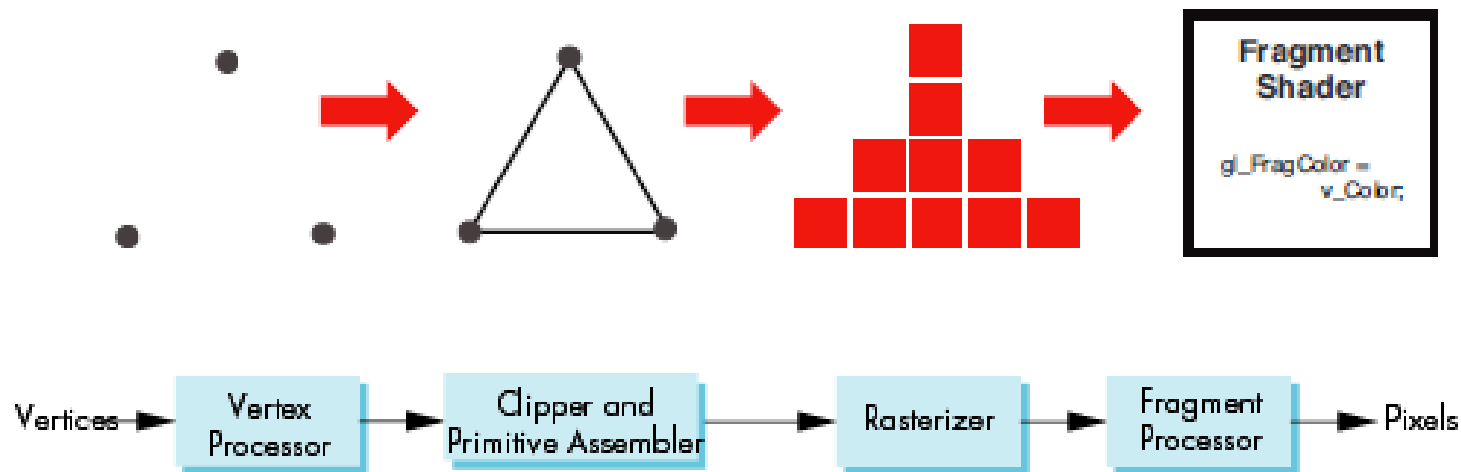 Fragment
Shader
gl_FragColor =
v_Color;
Vertices
Vertex
Processor
Clipper and
Primitive Assembler
Rasterizer
Fragment
Processor
Pixels